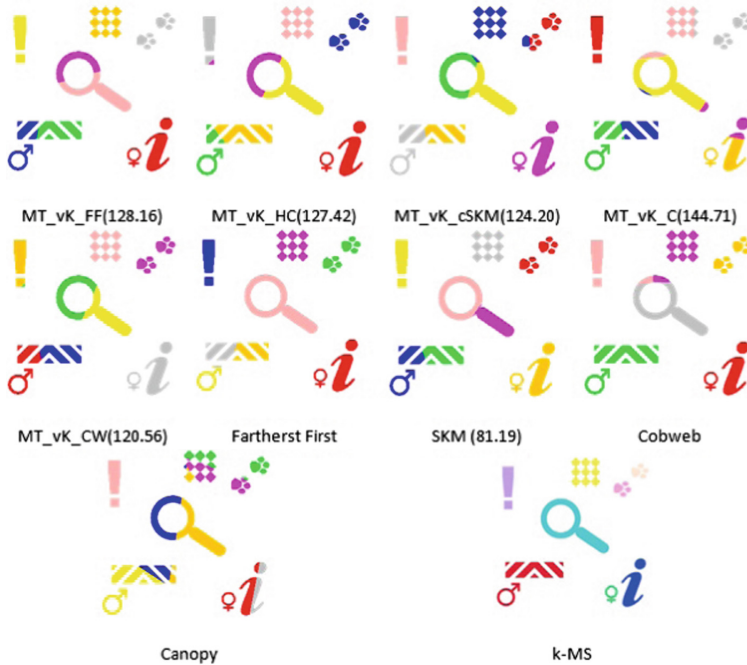 MT_vK_FF(128.16) MT_vK_HC(127.42) MT_vK_cSKM(124.20) MT_vK_C(144.71)
MT_vK_CW(120.56) Fartherst First SKM (81.19) Cobweb
Canopy k-MS